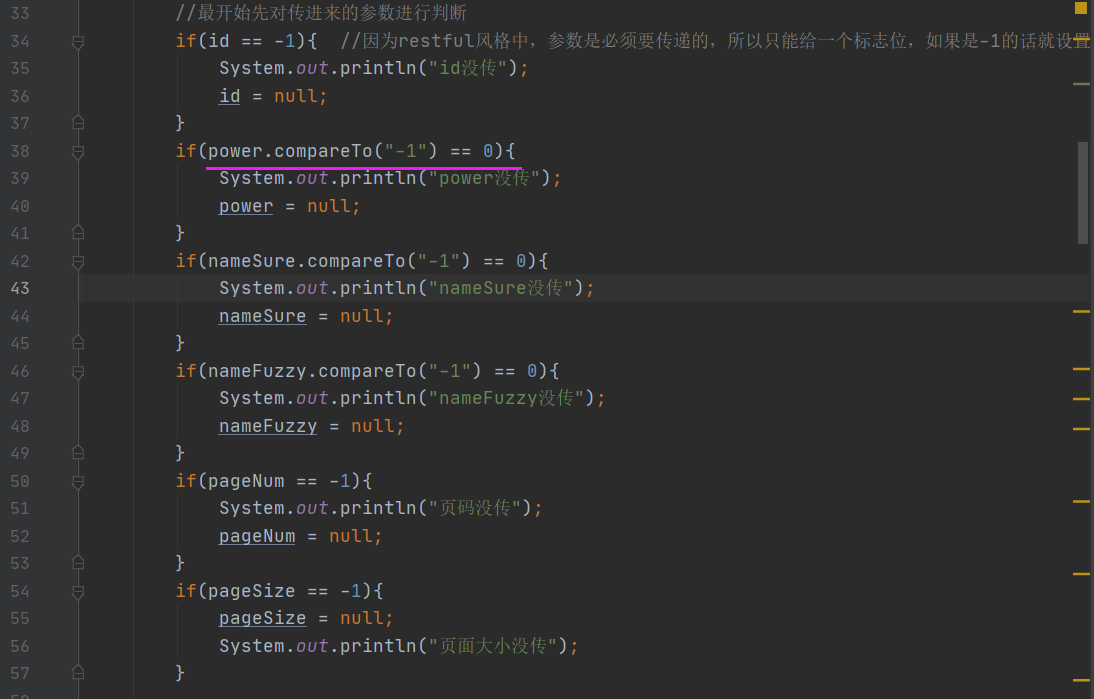 33 //最开始先对传进来的参数进行判断
34 if(id == -1){ //因为restful风格中，参数是必须要传递的，所以只能给一个标志位，如果是-1的话就设置
35 System.out.println("id没传");
36 id = null;
37 }
38 if(power.compareTo("-1") == 0){
39 System.out.println("power没传");
40 power = null;
41 }
42 if(nameSure.compareTo("-1") == 0){
43 System.out.println("nameSure没传");
44 nameSure = null;
45 }
46 if(nameFuzzy.compareTo("-1") == 0){
47 System.out.println("nameFuzzy没传");
48 nameFuzzy = null;
49 }
50 if(pageNum == -1){
51 System.out.println("页码没传");
52 pageNum = null;
53 }
54 if(pageSize == -1){
55 pageSize = null;
56 System.out.println("页面大小没传");
57 }